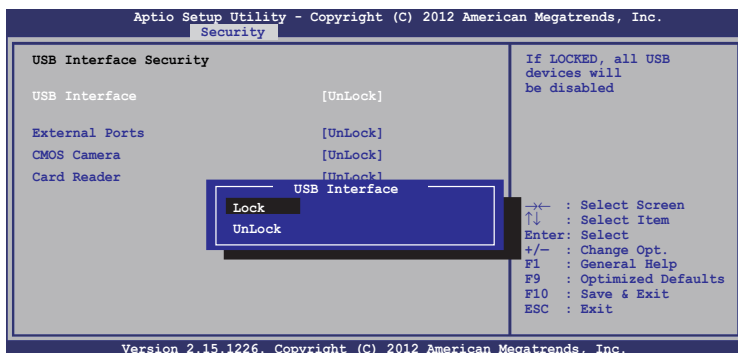 Aptio Setup Utility - Copyright (C) 2012 American Megatrends, Inc.
Security
USB Interface Security
USB Interface [UnLock]
External Ports [UnLock]
CMOS Camera [UnLock]
Card Reader [UnLock]
USB Interface
Lock
UnLock
If LOCKED, all USB
devices will
be disabled
→← : Select Screen
↑↓ : Select Item
Enter: Select
+/— : Change Opt.
F1 : General Help
F9 : Optimized Defaults
F10 : Save & Exit
ESC : Exit
Version 2.15.1226. Copyright (C) 2012 American Megatrends, Inc.